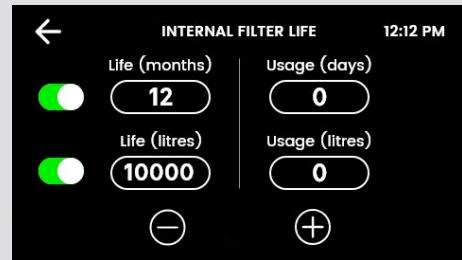 INTERNAL FILTER LIFE 12:12 PM
Life (months) Usage (days)
12 0
Life (litres) Usage (litres)
10000 0